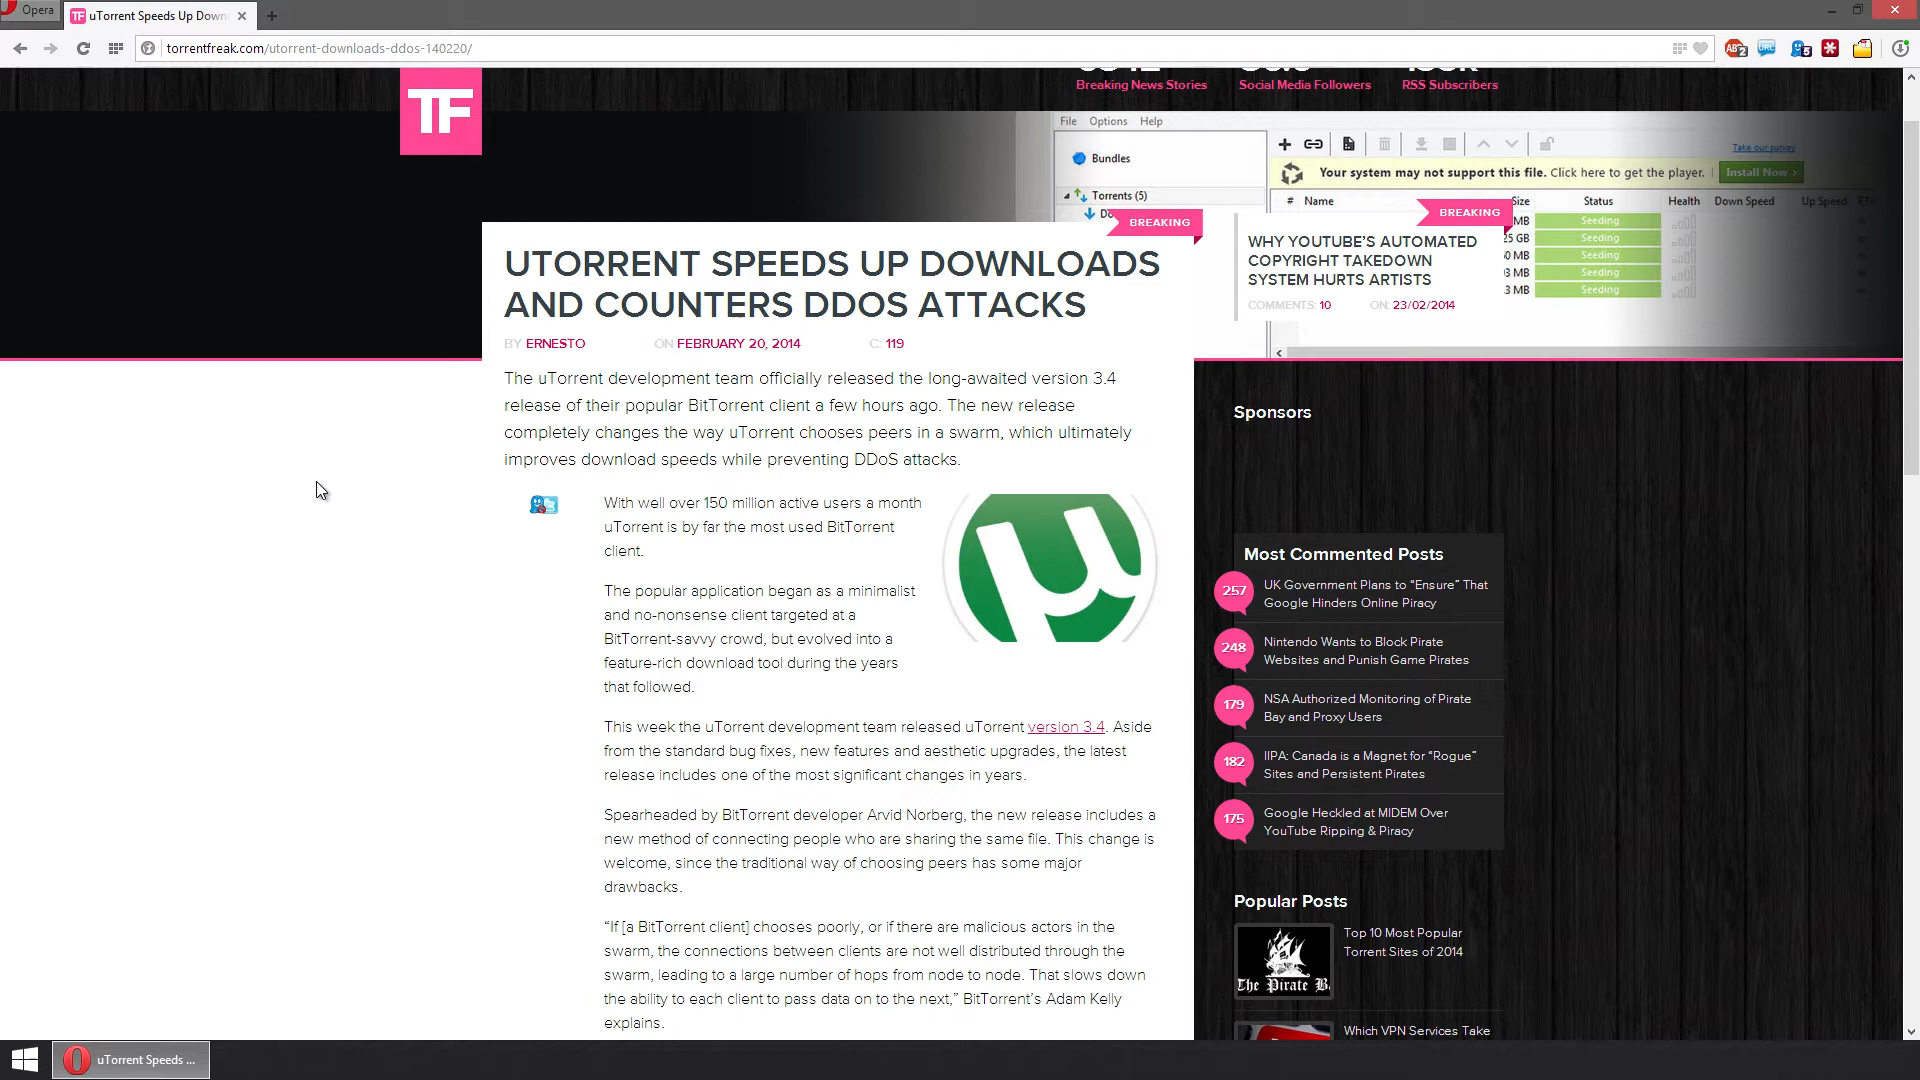 Opera
TF uTorrent Speeds Up Down
torrentfreak.com/utorrent-downloads-ddos-140220/
TF
Breaking News Stories
Social Media Followers
RSS Subscribers
File Options Help
Bundles
Torrents (5)
Take our survey
Your system may not support this file. Click here to get the player.
Install Now >
# Name Size Status Health Down Speed Up Speed
Seeding
Seeding
Seeding
Seeding
Seeding
BREAKING
UTORRENT SPEEDS UP DOWNLOADS
AND COUNTERS DDOS ATTACKS
BY ERNESTO ON FEBRUARY 20, 2014 C: 119
BREAKING
WHY YOUTUBE'S AUTOMATED
COPYRIGHT TAKEDOWN
SYSTEM HURTS ARTISTS
COMMENTS: 10 ON: 23/02/2014
The uTorrent development team officially released the long-awaited version 3.4
release of their popular BitTorrent client a few hours ago. The new release
completely changes the way uTorrent chooses peers in a swarm, which ultimately
improves download speeds while preventing DDoS attacks.
With well over 150 million active users a month
uTorrent is by far the most used BitTorrent
client.
The popular application began as a minimalist
and no-nonsense client targeted at a
BitTorrent-savvy crowd, but evolved into a
feature-rich download tool during the years
that followed.
This week the uTorrent development team released uTorrent version 3.4. Aside
from the standard bug fixes, new features and aesthetic upgrades, the latest
release includes one of the most significant changes in years.
Spearheaded by BitTorrent developer Arvid Norberg, the new release includes a
new method of connecting people who are sharing the same file. This change is
welcome, since the traditional way of choosing peers has some major
drawbacks.
“If [a BitTorrent client] chooses poorly, or if there are malicious actors in the
swarm, the connections between clients are not well distributed through the
swarm, leading to a large number of hops from node to node. That slows down
the ability to each client to pass data on to the next,” BitTorrent’s Adam Kelly
explains.
Sponsors
Most Commented Posts
257
UK Government Plans to “Ensure” That
Google Hinders Online Piracy
248
Nintendo Wants to Block Pirate
Websites and Punish Game Pirates
179
NSA Authorized Monitoring of Pirate
Bay and Proxy Users
182
IIPA: Canada is a Magnet for “Rogue”
Sites and Persistent Pirates
175
Google Heckled at MIDEM Over
YouTube Ripping & Piracy
Popular Posts
The Pirate B
Top 10 Most Popular
Torrent Sites of 2014
Which VPN Services Take
uTorrent Speeds ...